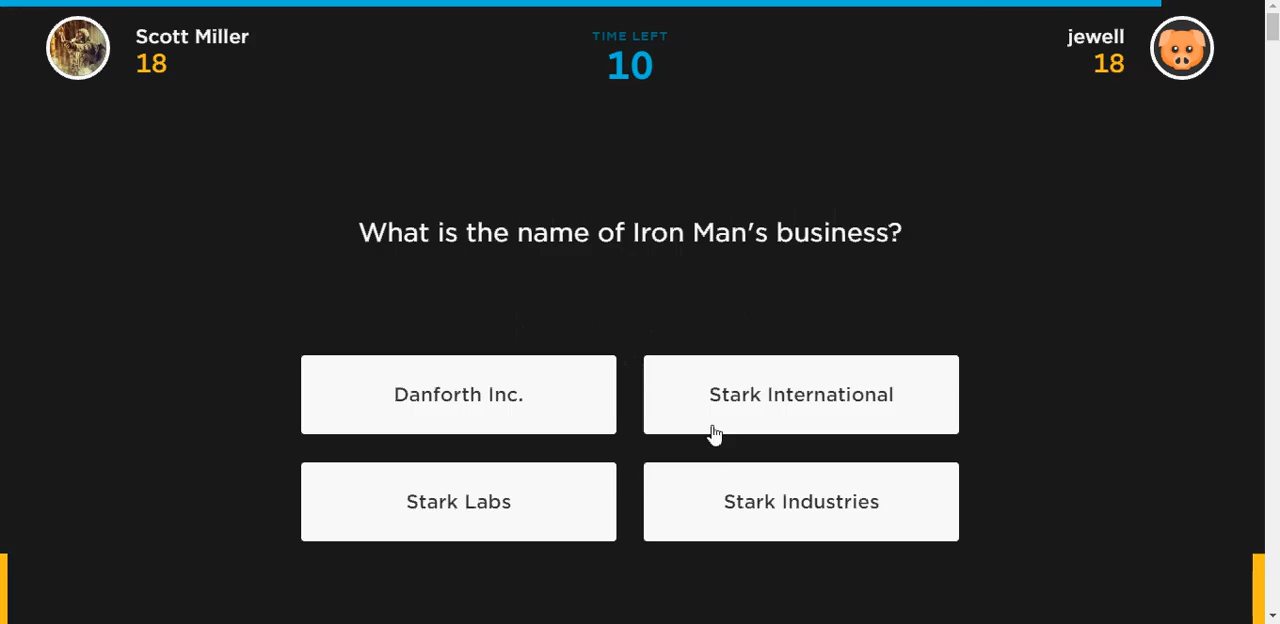 Scott Miller
18
TIME LEFT
10
jewell
18
What is the name of Iron Man's business?
Danforth Inc.
Stark International
Stark Labs
Stark Industries